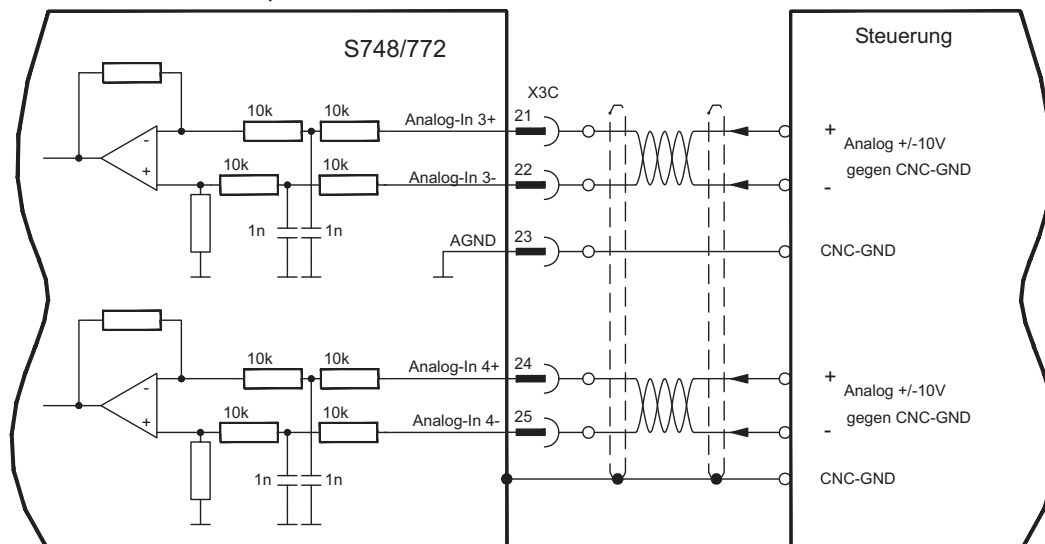 S748/772
Steuerung
X3C
10k
10k
Analog-In 3+
21
+
Analog +/-10V
gegen CNC-GND
-
10k
10k
Analog-In 3-
22
-
+
1n
1n
AGND
23
CNC-GND
10k
10k
Analog-In 4+
24
+
Analog +/-10V
gegen CNC-GND
-
10k
10k
Analog-In 4-
25
-
+
1n
1n
CNC-GND